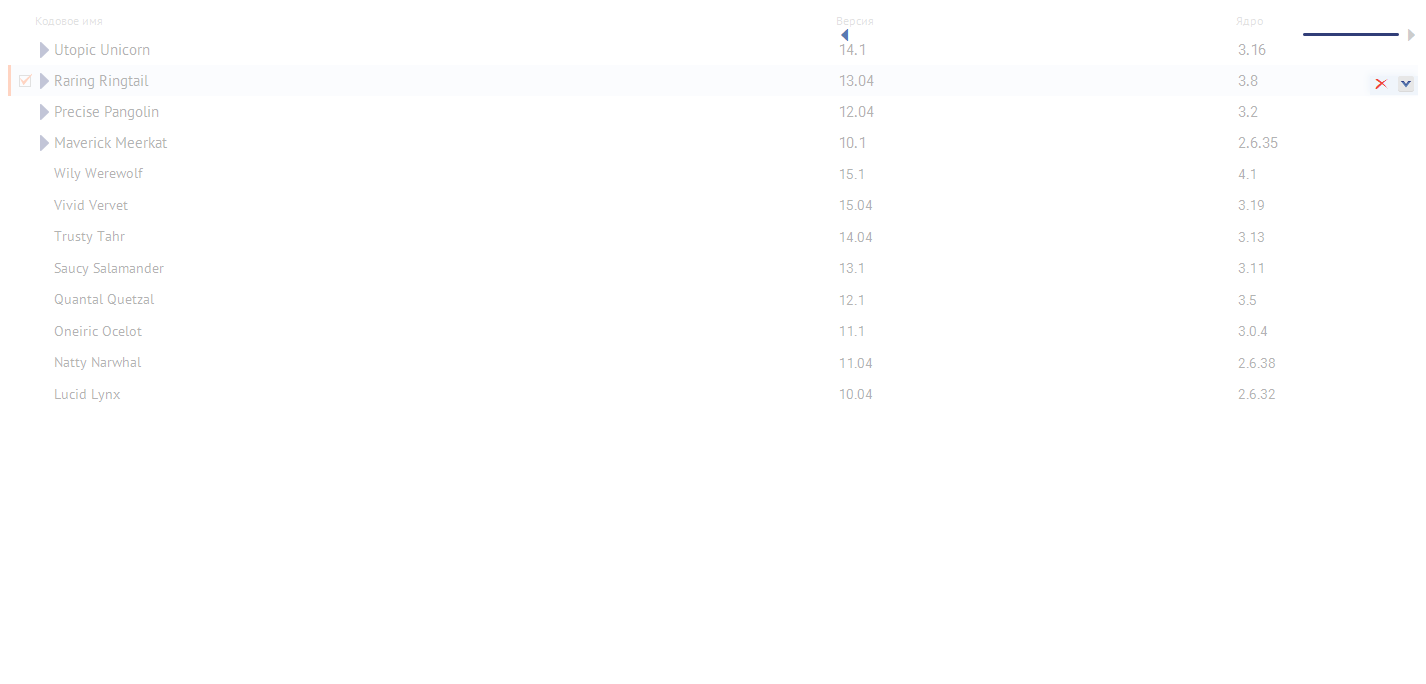 Кодовое имя Версия Ядро
Utopic Unicorn 14.1 3.16
Raring Ringtail 13.04 3.8
Precise Pangolin 12.04 3.2
Maverick Meerkat 10.1 2.6.35
Wily Werewolf 15.1 4.1
Vivid Vervet 15.04 3.19
Trusty Tahr 14.04 3.13
Saucy Salamander 13.1 3.11
Quantal Quetzal 12.1 3.5
Oneiric Ocelot 11.1 3.0.4
Natty Narwhal 11.04 2.6.38
Lucid Lynx 10.04 2.6.32